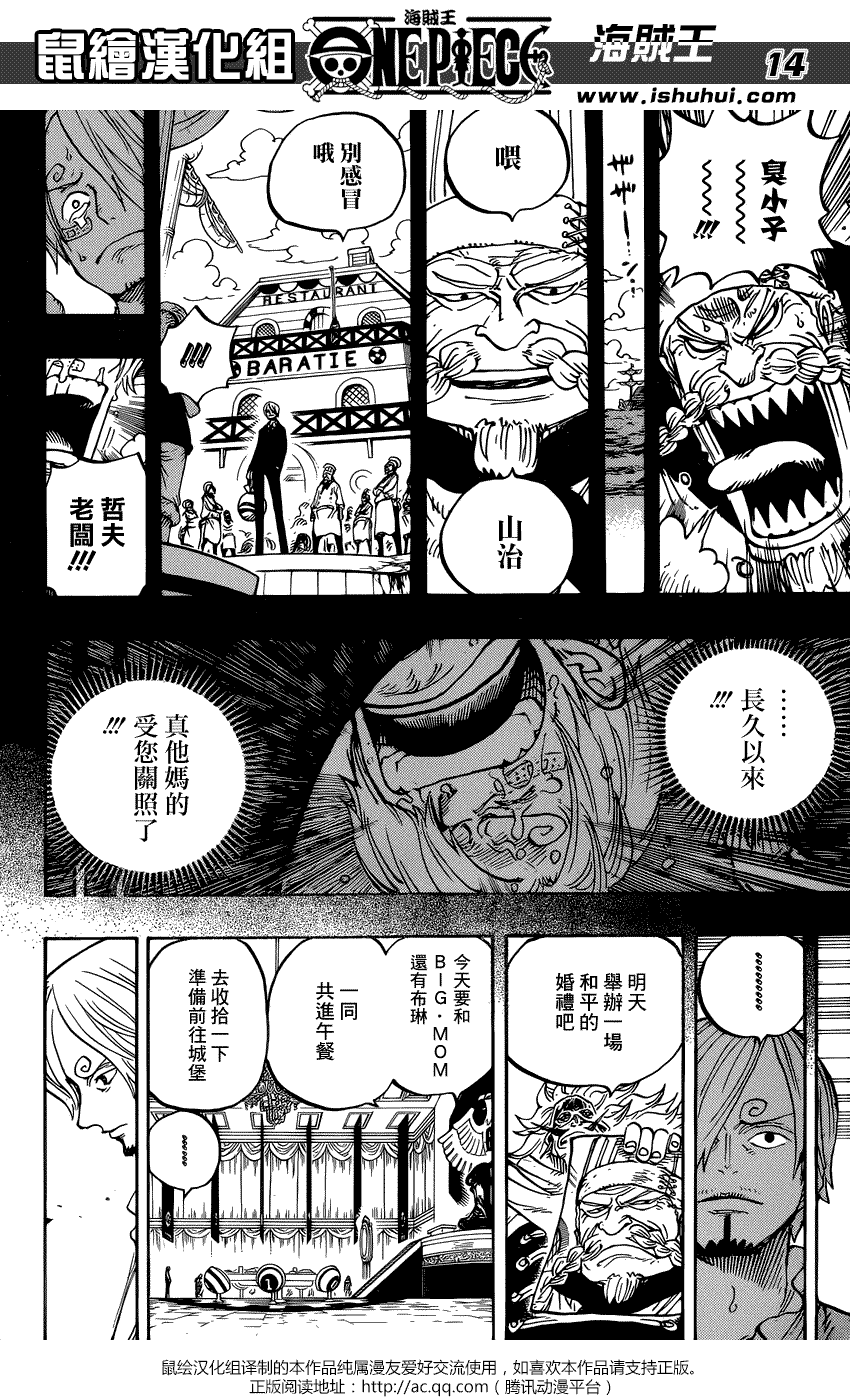 鼠繪漢化組
海賊王
ONE PIECE
海賊王
14
www.ishuhui.com
臭小子
~~~~
~~~~!!!
ザザーー…ン
喂
山治
別感冒
哦
RESTAURANT
BARATIE
!!!
哲夫
老闆!!!
……
長久以來
!!!
真他媽的
受您關照了
!!!
………
明天
舉辦一場
和平的
婚禮吧
今天要和
BIG·MOM
還有布琳
一同
共進午餐
去收拾一下
準備前往城堡
……
1
鼠绘汉化组译制的本作品纯属漫友爱好交流使用，如喜欢本作品请支持正版。
正版阅读地址：http://ac.qq.com（腾讯动漫平台）